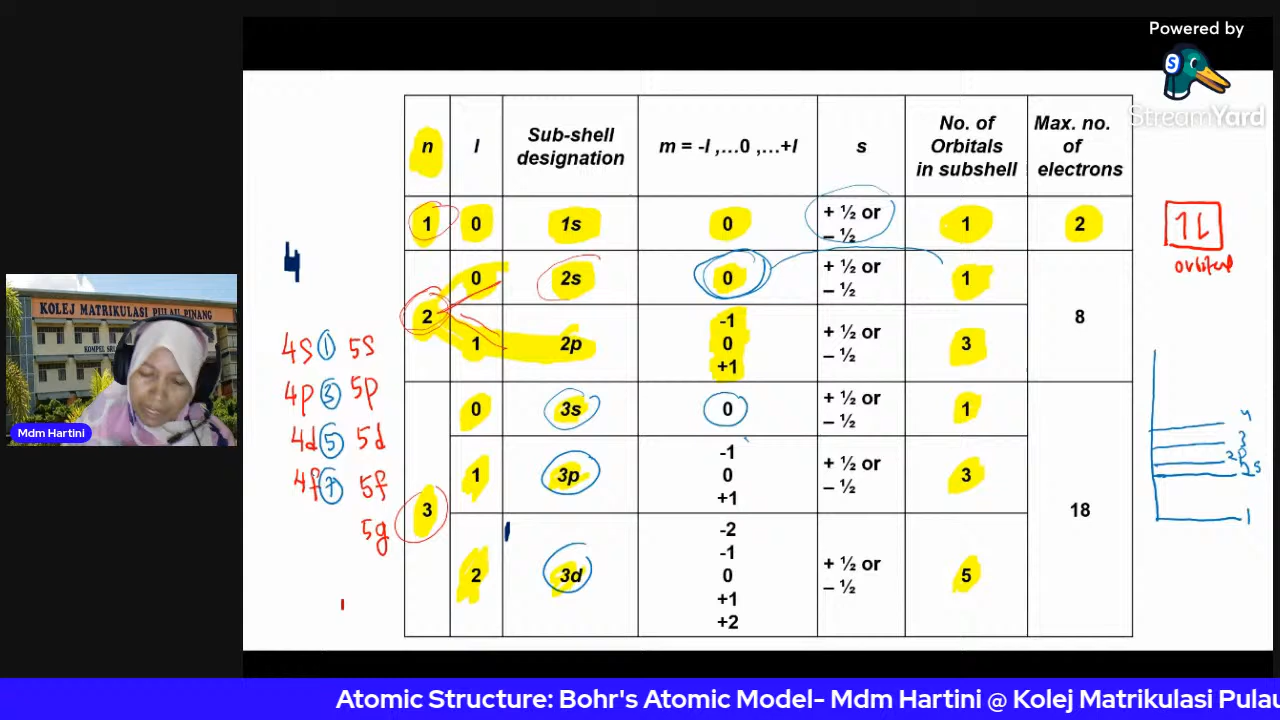 Powered by
StreamYard
n
l
Sub-shell
designation
m = -l ,…0 ,…+l
s
No. of
Orbitals
in subshell
Max. no.
of
electrons
1
0
1s
0
+ ½ or
– ½
1
2
2
0
2s
0
+ ½ or
– ½
1
8
1
2p
-1
0
+1
+ ½ or
– ½
3
3
0
3s
0
+ ½ or
– ½
1
18
1
3p
-1
0
+1
+ ½ or
– ½
3
2
3d
-2
-1
0
+1
+2
+ ½ or
– ½
5
4
4s 1 5s
4p 3 5p
4d 5 5d
4f 7 5f
5g
1L
orbital
4
3
2p
2s
1
KOLEJ MATRIKULASI PULAU PINANG
Mdm Hartini
Atomic Structure: Bohr's Atomic Model- Mdm Hartini @ Kolej Matrikulasi Pulau